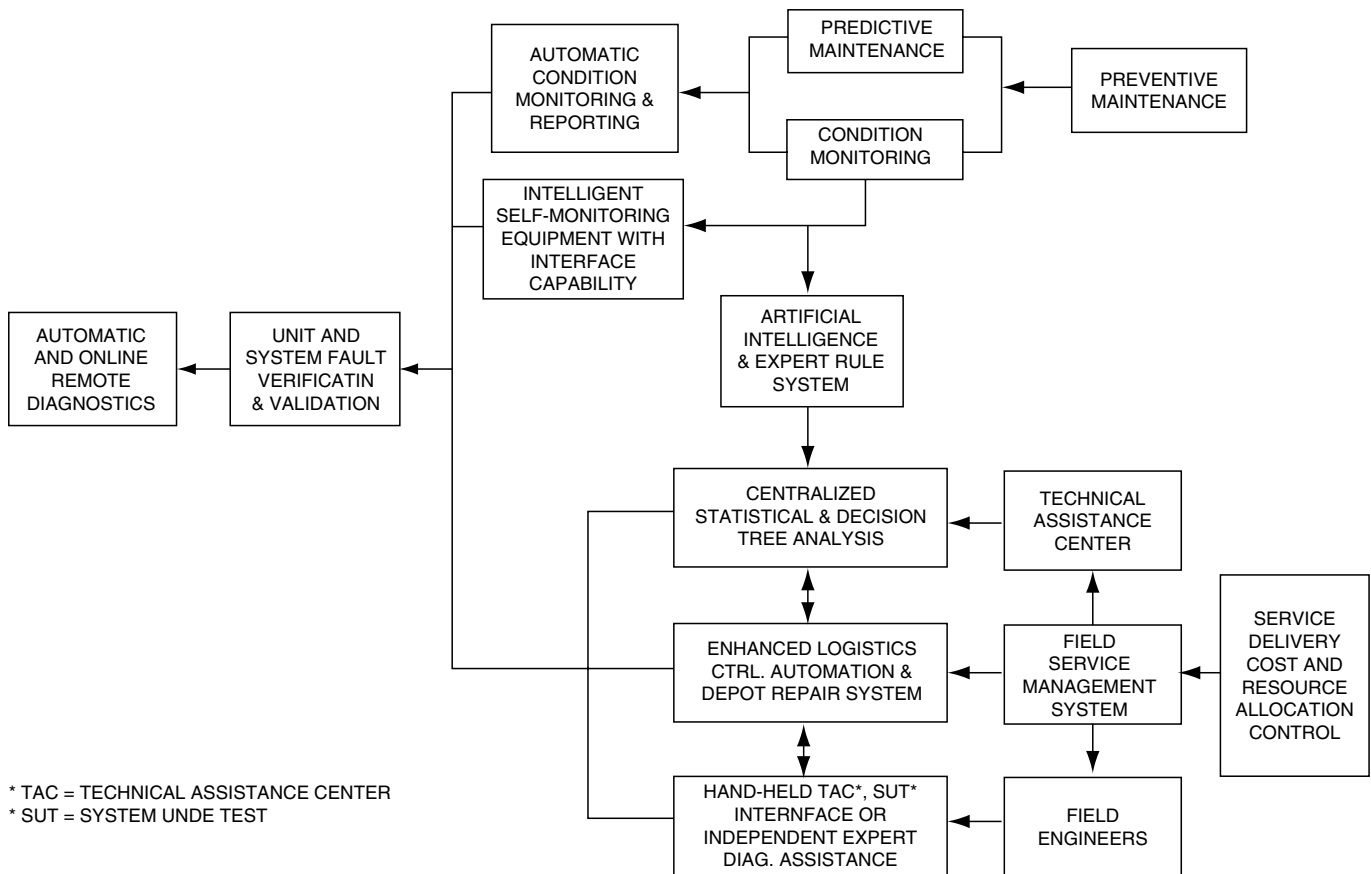 PREDICTIVE
MAINTENANCE
AUTOMATIC
CONDITION
MONITORING &
REPORTING
PREVENTIVE
MAINTENANCE
CONDITION
MONITORING
INTELLIGENT
SELF-MONITORING
EQUIPMENT WITH
INTERFACE
CAPABILITY
AUTOMATIC
AND ONLINE
REMOTE
DIAGNOSTICS
UNIT AND
SYSTEM FAULT
VERIFICATIN
& VALIDATION
ARTIFICIAL
INTELLIGENCE
& EXPERT RULE
SYSTEM
CENTRALIZED
STATISTICAL & DECISION
TREE ANALYSIS
TECHNICAL
ASSISTANCE
CENTER
ENHANCED LOGISTICS
CTRL. AUTOMATION &
DEPOT REPAIR SYSTEM
FIELD
SERVICE
MANAGEMENT
SYSTEM
SERVICE
DELIVERY
COST AND
RESOURCE
ALLOCATION
CONTROL
HAND-HELD TAC*, SUT*
INTERNFACE OR
INDEPENDENT EXPERT
DIAG. ASSISTANCE
FIELD
ENGINEERS
* TAC = TECHNICAL ASSISTANCE CENTER
* SUT = SYSTEM UNDE TEST